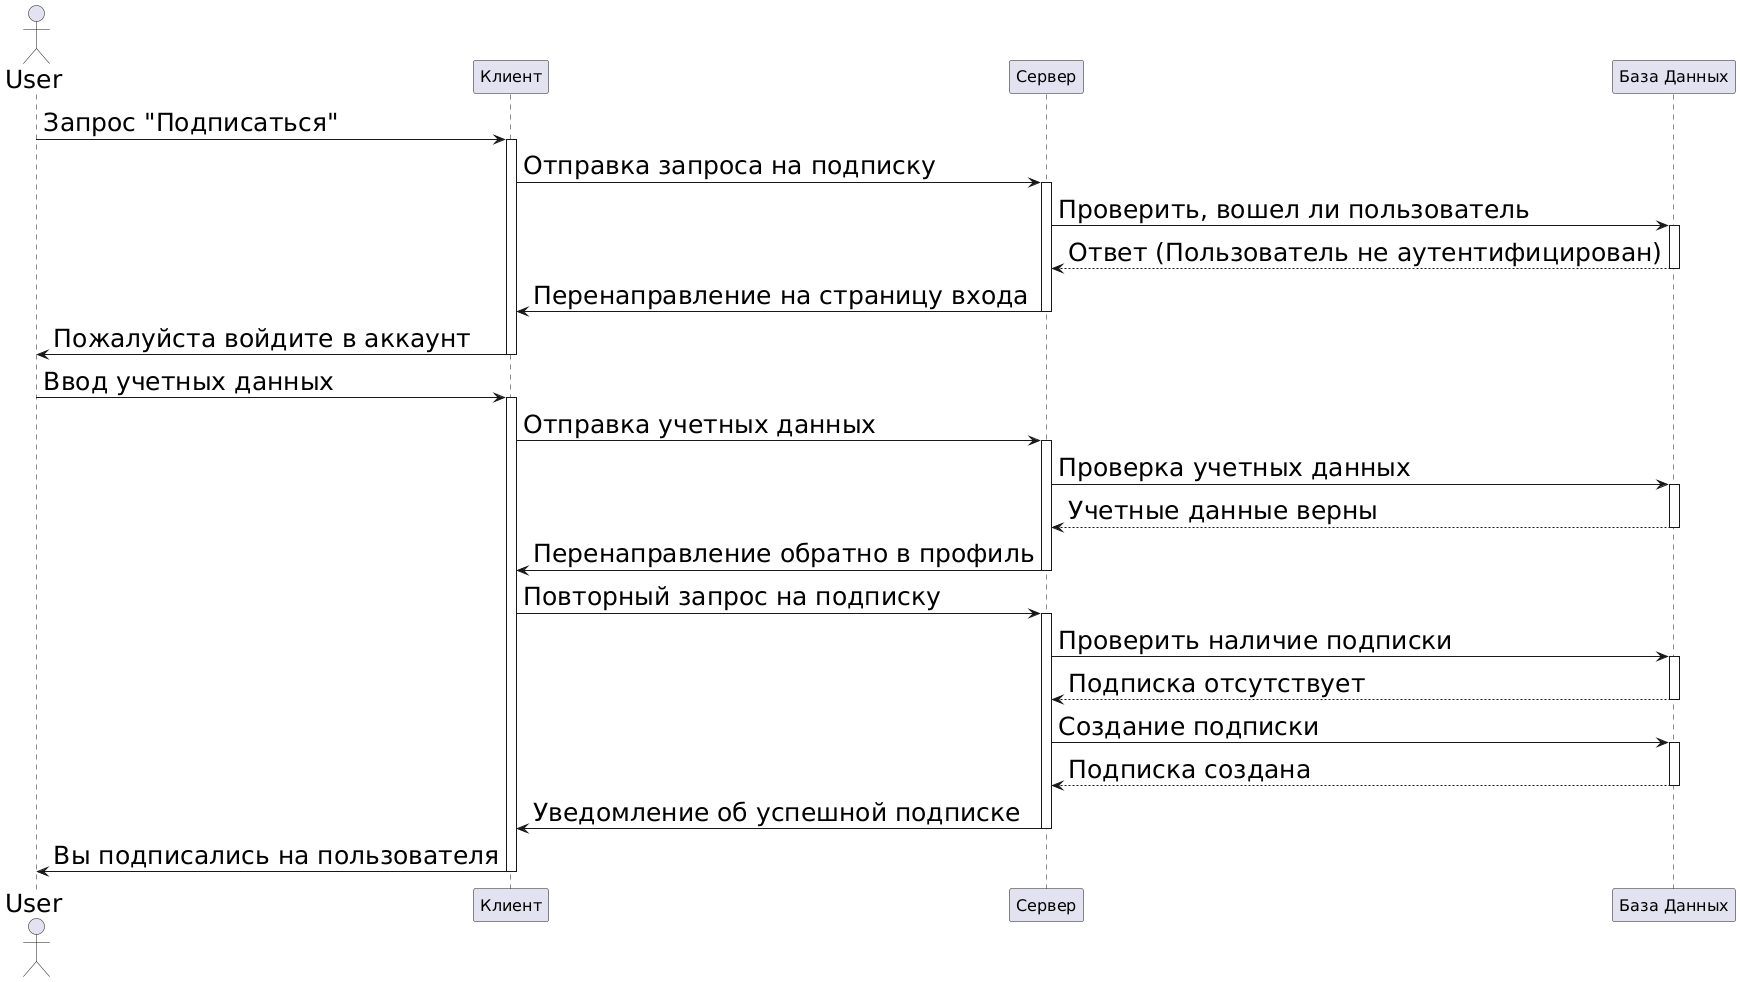 User
Клиент
Сервер
База Данных
Запрос "Подписаться"
Отправка запроса на подписку
Проверить, вошел ли пользователь
Ответ (Пользователь не аутентифицирован)
Перенаправление на страницу входа
Пожалуйста войдите в аккаунт
Ввод учетных данных
Отправка учетных данных
Проверка учетных данных
Учетные данные верны
Перенаправление обратно в профиль
Повторный запрос на подписку
Проверить наличие подписки
Подписка отсутствует
Создание подписки
Подписка создана
Уведомление об успешной подписке
Вы подписались на пользователя
User
Клиент
Сервер
База Данных